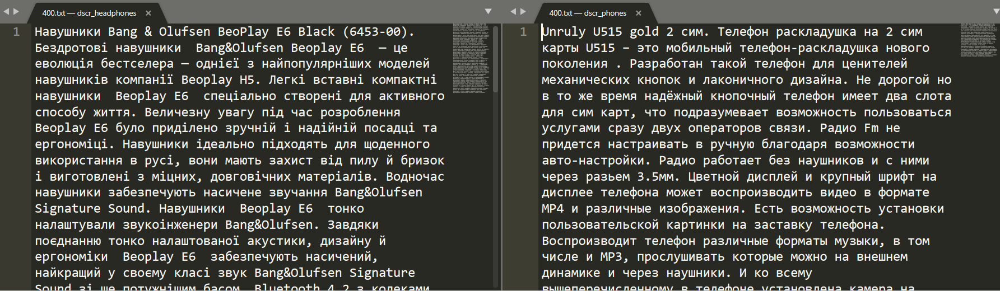 400.txt — dscr_headphones
1
Навушники Bang & Olufsen BeoPlay E6 Black (6453-00).
Бездротові навушники  Bang&Olufsen Beoplay E6  — це
еволюція бестселера — однієї з найпопулярніших моделей
навушників компанії Beoplay H5. Легкі вставні компактні
навушники  Beoplay E6  спеціально створені для активного
способу життя. Величезну увагу під час розроблення
Beoplay E6 було приділено зручній і надійній посадці та
ергономіці. Навушники ідеально підходять для щоденного
використання в русі, вони мають захист від пилу й бризок
і виготовлені з міцних, довговічних матеріалів. Водночас
навушники забезпечують насичене звучання Bang&Olufsen
Signature Sound. Навушники  Beoplay E6  тонко
налаштували звукоінженери Bang&Olufsen. Завдяки
поєднанню тонко налаштованої акустики, дизайну й
ергономіки  Beoplay E6  забезпечують насичений,
найкращий у своєму класі звук Bang&Olufsen Signature
Sound зі ще потужнішим басом. Bluetooth 4.2 з кодеками
400.txt — dscr_phones
1
Unruly U515 gold 2 сим. Телефон раскладушка на 2 сим
карты U515 – это мобильный телефон-раскладушка нового
поколения . Разработан такой телефон для ценителей
механических кнопок и лаконичного дизайна. Не дорогой но
в то же время надёжный кнопочный телефон имеет два слота
для сим карт, что подразумевает возможность пользоваться
услугами сразу двух операторов связи. Радио Fm не
придется настраивать в ручную благодаря возможности
авто-настройки. Радио работает без наушников и с ними
через разьем 3.5мм. Цветной дисплей и крупный шрифт на
дисплее телефона может воспроизводить видео в формате
MP4 и различные изображения. Есть возможность установки
пользовательской картинки на заставку телефона.
Воспроизводит телефон различные форматы музыки, в том
числе и MP3, прослушивать которые можно на внешнем
динамике и через наушники. И ко всему
вышеперечисленному в телефоне установлена камера на